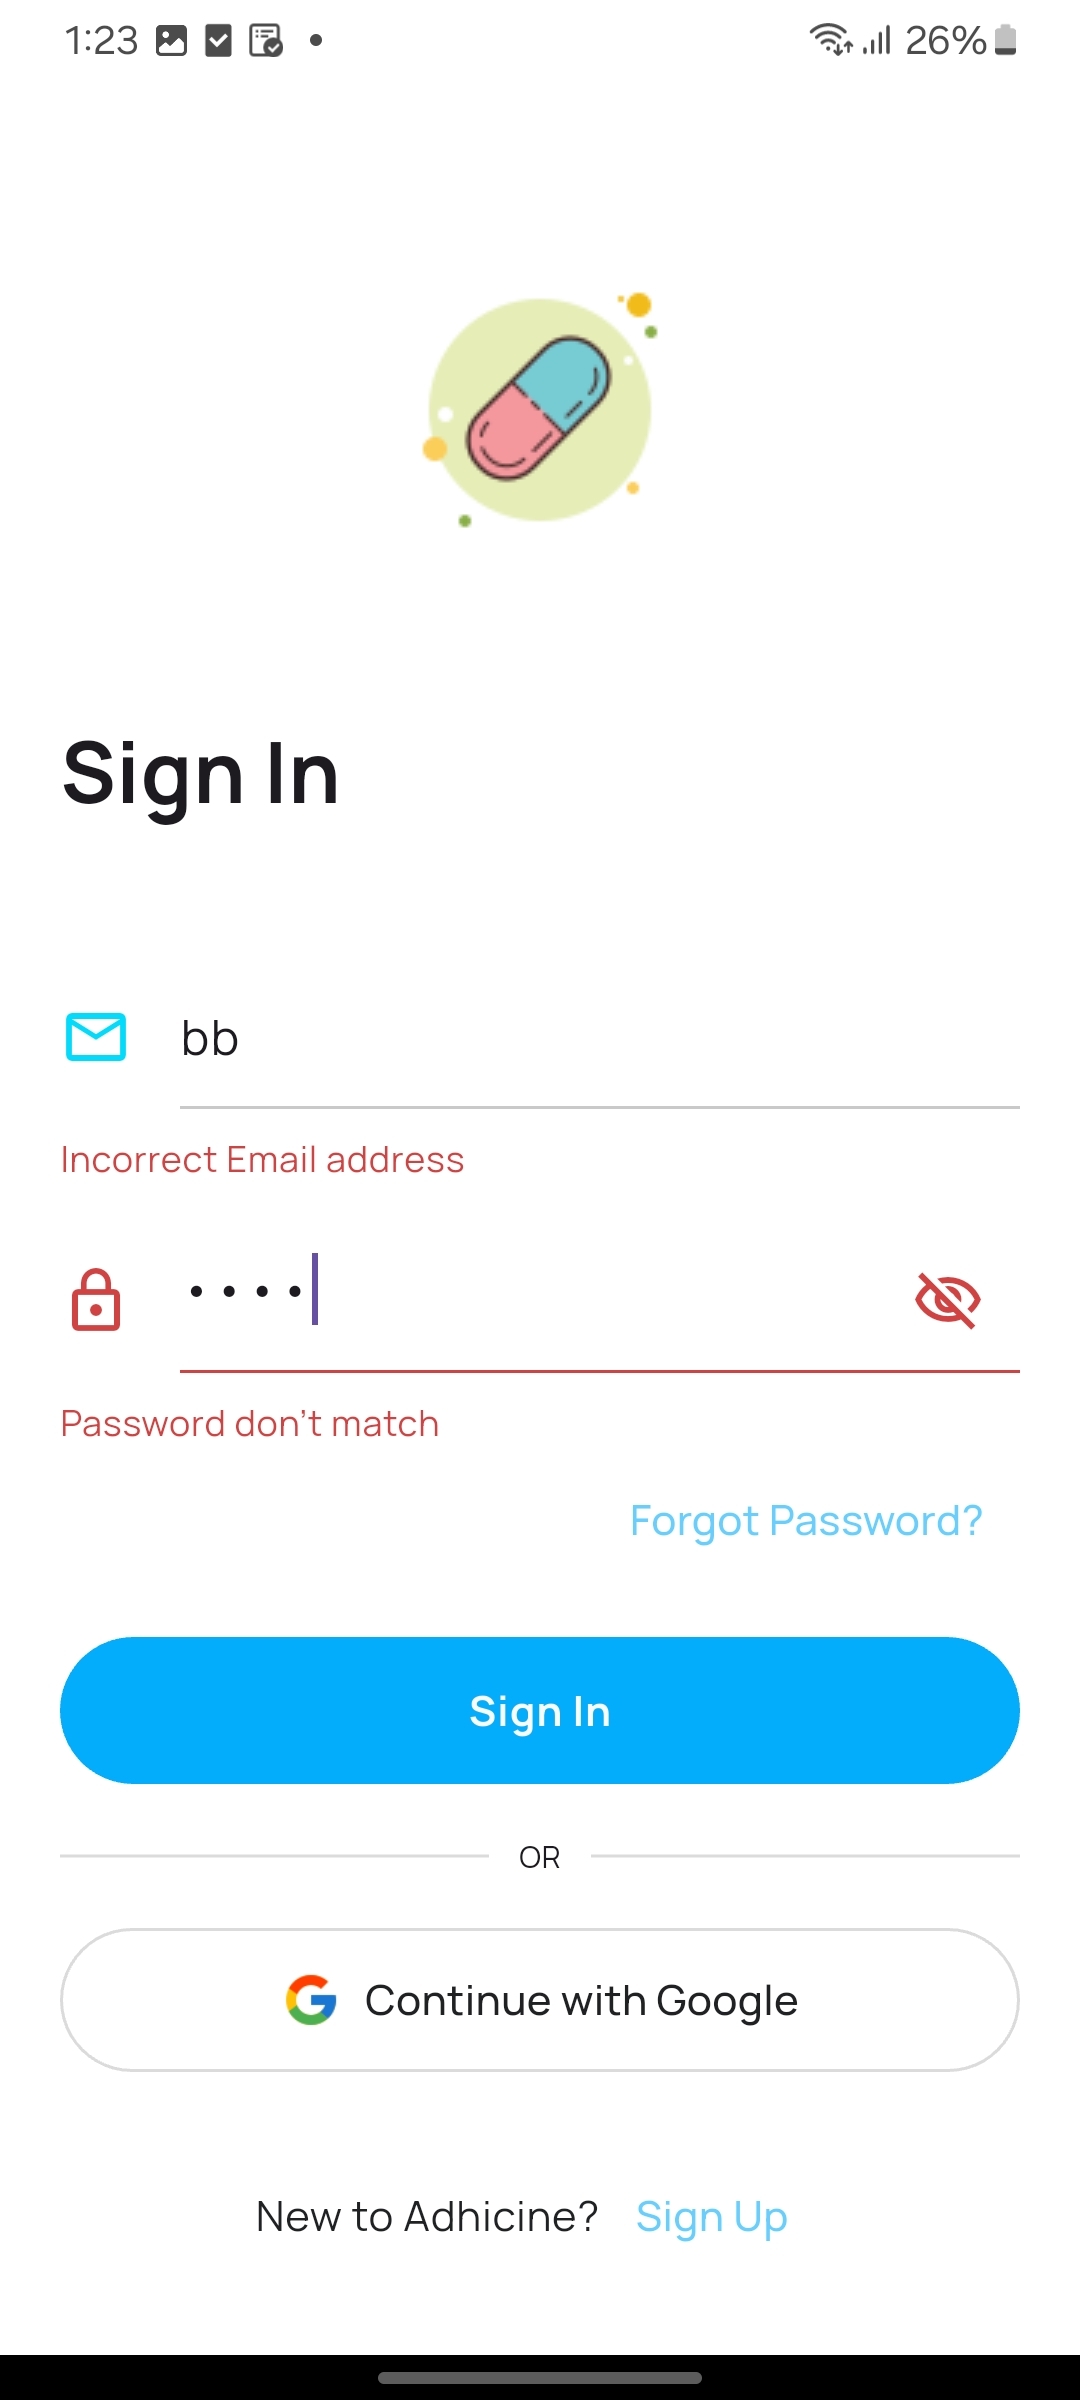 1:23
26%
Sign In
bb
Incorrect Email address
••••
Password don't match
Forgot Password?
Sign In
OR
Continue with Google
New to Adhicine? Sign Up